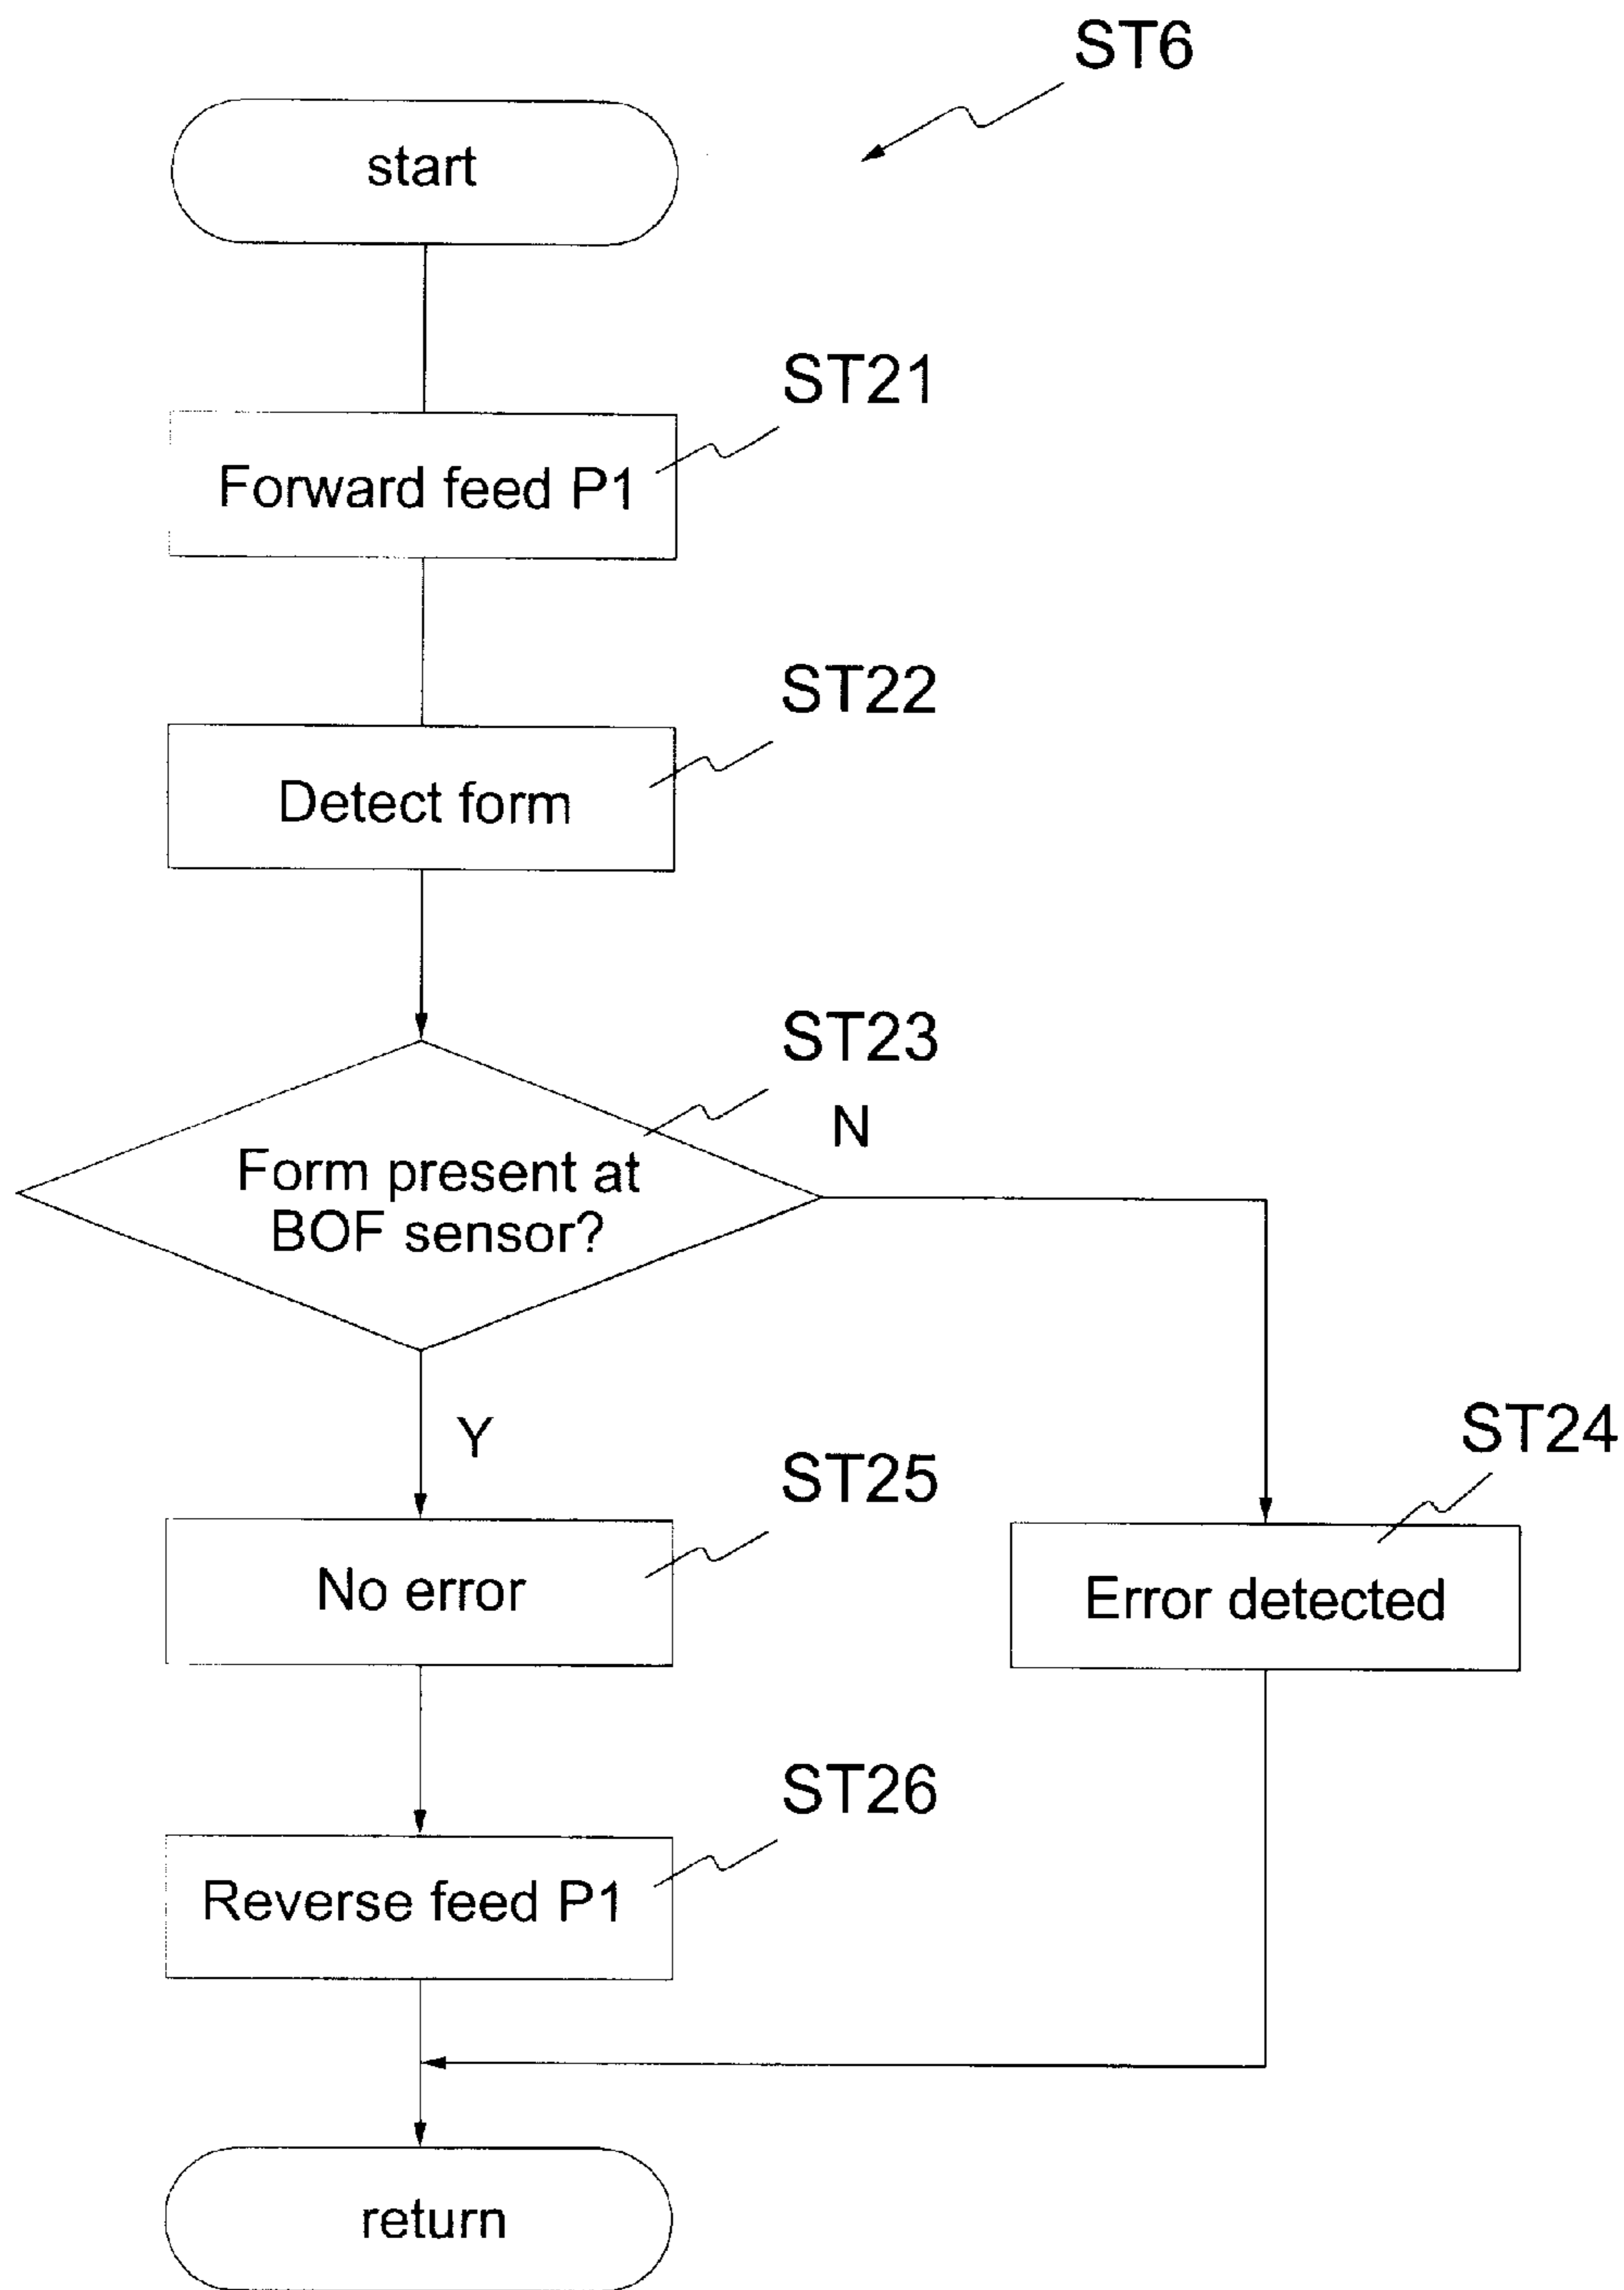 ST6
start
ST21
Forward feed P1
ST22
Detect form
ST23
N
Form present at
BOF sensor?
Y
ST25
No error
ST24
Error detected
ST26
Reverse feed P1
return